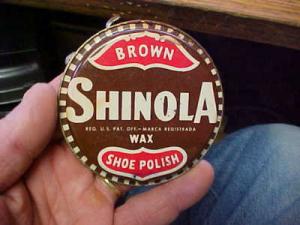 BROWN
SHINOLA
REG. U.S. PAT. OFF.-MARCA REGISTRADA
WAX
SHOE POLISH